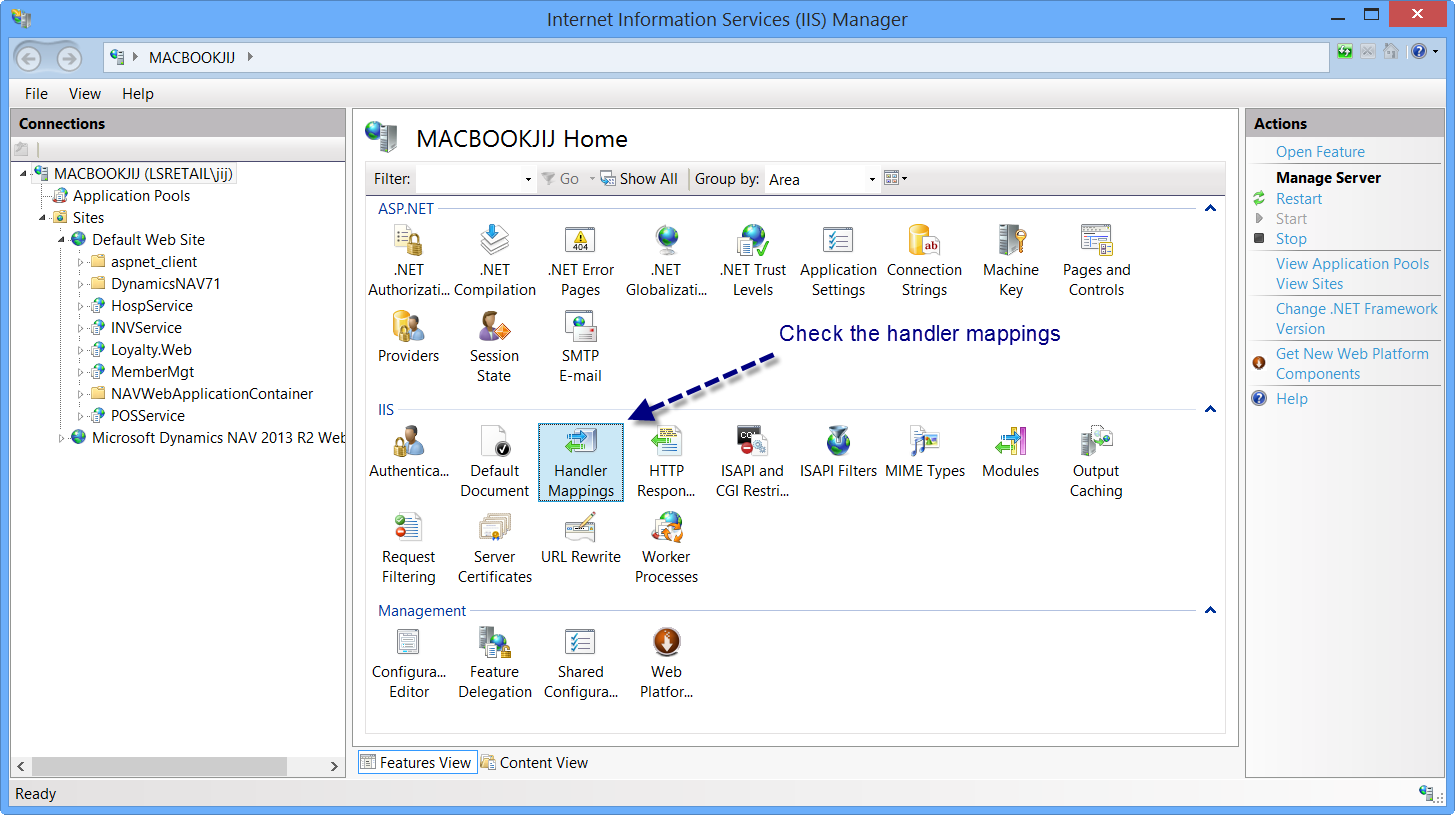 Internet Information Services (IIS) Manager
MACBOOKJIJ
File View Help
Connections
MACBOOKJIJ (LSRETAIL\jij)
Application Pools
Sites
Default Web Site
aspnet_client
DynamicsNAV71
HospService
INVService
Loyalty.Web
MemberMgt
NAVWebApplicationContainer
POSService
Microsoft Dynamics NAV 2013 R2 Web
MACBOOKJIJ Home
Filter: Go Show All Group by: Area
ASP.NET
.NET Authorizati...
.NET Compilation
.NET Error Pages
.NET Globalizati...
.NET Trust Levels
Application Settings
Connection Strings
Machine Key
Pages and Controls
Providers
Session State
SMTP E-mail
Check the handler mappings
IIS
Authentica...
Default Document
Handler Mappings
HTTP Respon...
ISAPI and CGI Restri...
ISAPI Filters
MIME Types
Modules
Output Caching
Request Filtering
Server Certificates
URL Rewrite
Worker Processes
Management
Configura... Editor
Feature Delegation
Shared Configura...
Web Platfor...
Features View
Content View
Actions
Open Feature
Manage Server
Restart
Start
Stop
View Application Pools
View Sites
Change .NET Framework
Version
Get New Web Platform
Components
Help
Ready